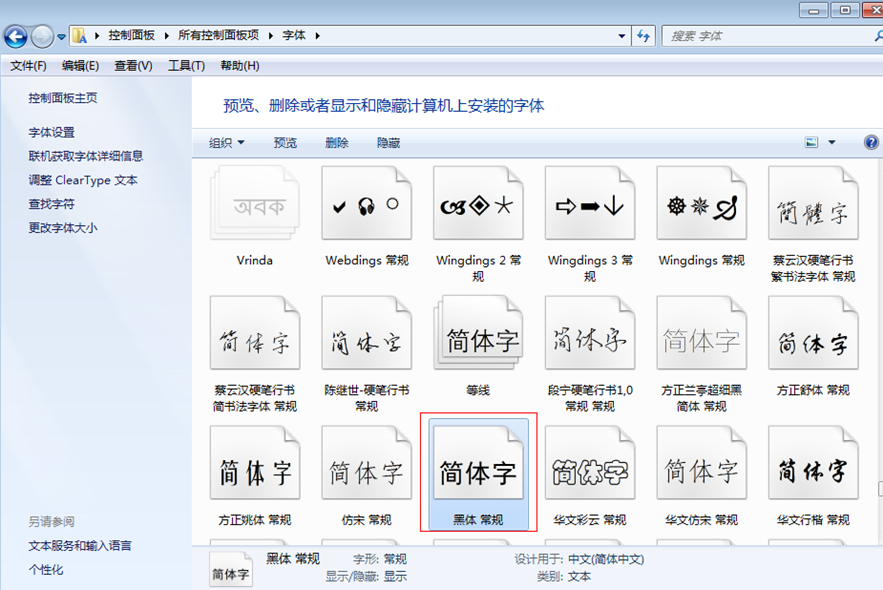 控制面板 ▸ 所有控制面板项 ▸ 字体 ▸
搜索 字体
文件(F) 编辑(E) 查看(V) 工具(T) 帮助(H)
控制面板主页
字体设置
联机获取字体详细信息
调整 ClearType 文本
查找字符
更改字体大小
另请参阅
文本服务和输入语言
个性化
预览、删除或者显示和隐藏计算机上安装的字体
组织 预览 删除 隐藏
अबक
Vrinda
Webdings 常规
Wingdings 2 常
规
Wingdings 3 常
规
Wingdings 常规
簡體字
蔡云汉硬笔行书
繁书法字体 常规
简体字
蔡云汉硬笔行书
简书法字体 常规
简体字
陈继世-硬笔行书
常规
简体字
等线
简体字
段宁硬笔行书1,0
常规 常规
简体字
方正兰亭超细黑
简体 常规
简体字
方正舒体 常规
简体字
方正姚体 常规
简体字
仿宋 常规
简体字
黑体 常规
简体字
华文彩云 常规
简体字
华文仿宋 常规
简体字
华文行楷 常规
简体字
黑体 常规
字形: 常规
显示/隐藏: 显示
设计用于: 中文(简体中文)
类别: 文本